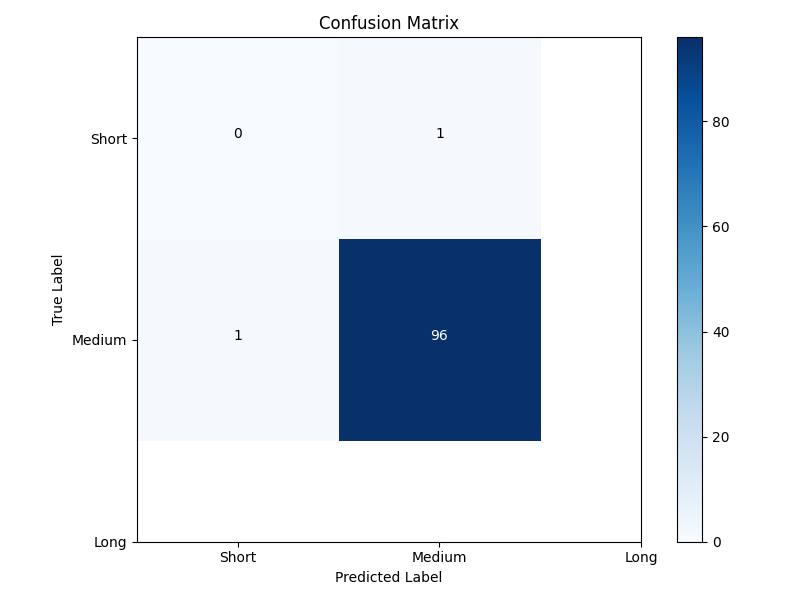 Confusion Matrix
True Label
Short
0
1
Medium
1
96
Long
Short
Medium
Long
Predicted Label
80
60
40
20
0